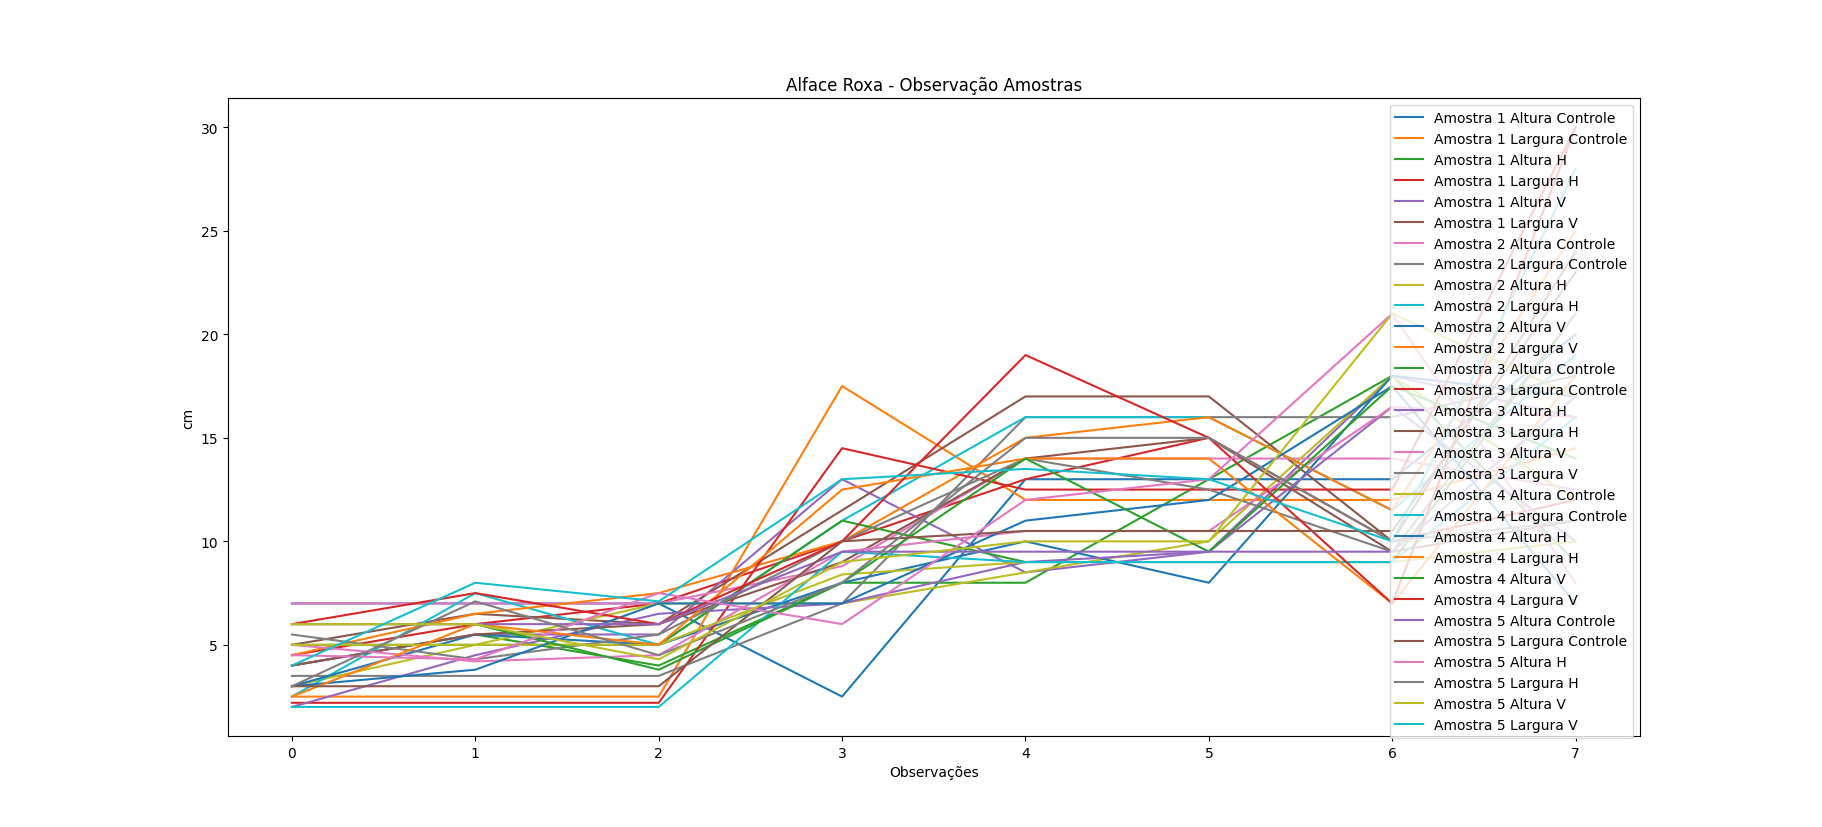 Alface Roxa - Observação Amostras
30
25
20
15
10
5
cm
0 1 2 3 4 5 6 7
Observações
Amostra 1 Altura Controle
Amostra 1 Largura Controle
Amostra 1 Altura H
Amostra 1 Largura H
Amostra 1 Altura V
Amostra 1 Largura V
Amostra 2 Altura Controle
Amostra 2 Largura Controle
Amostra 2 Altura H
Amostra 2 Largura H
Amostra 2 Altura V
Amostra 2 Largura V
Amostra 3 Altura Controle
Amostra 3 Largura Controle
Amostra 3 Altura H
Amostra 3 Largura H
Amostra 3 Altura V
Amostra 3 Largura V
Amostra 4 Altura Controle
Amostra 4 Largura Controle
Amostra 4 Altura H
Amostra 4 Largura H
Amostra 4 Altura V
Amostra 4 Largura V
Amostra 5 Altura Controle
Amostra 5 Largura Controle
Amostra 5 Altura H
Amostra 5 Largura H
Amostra 5 Altura V
Amostra 5 Largura V